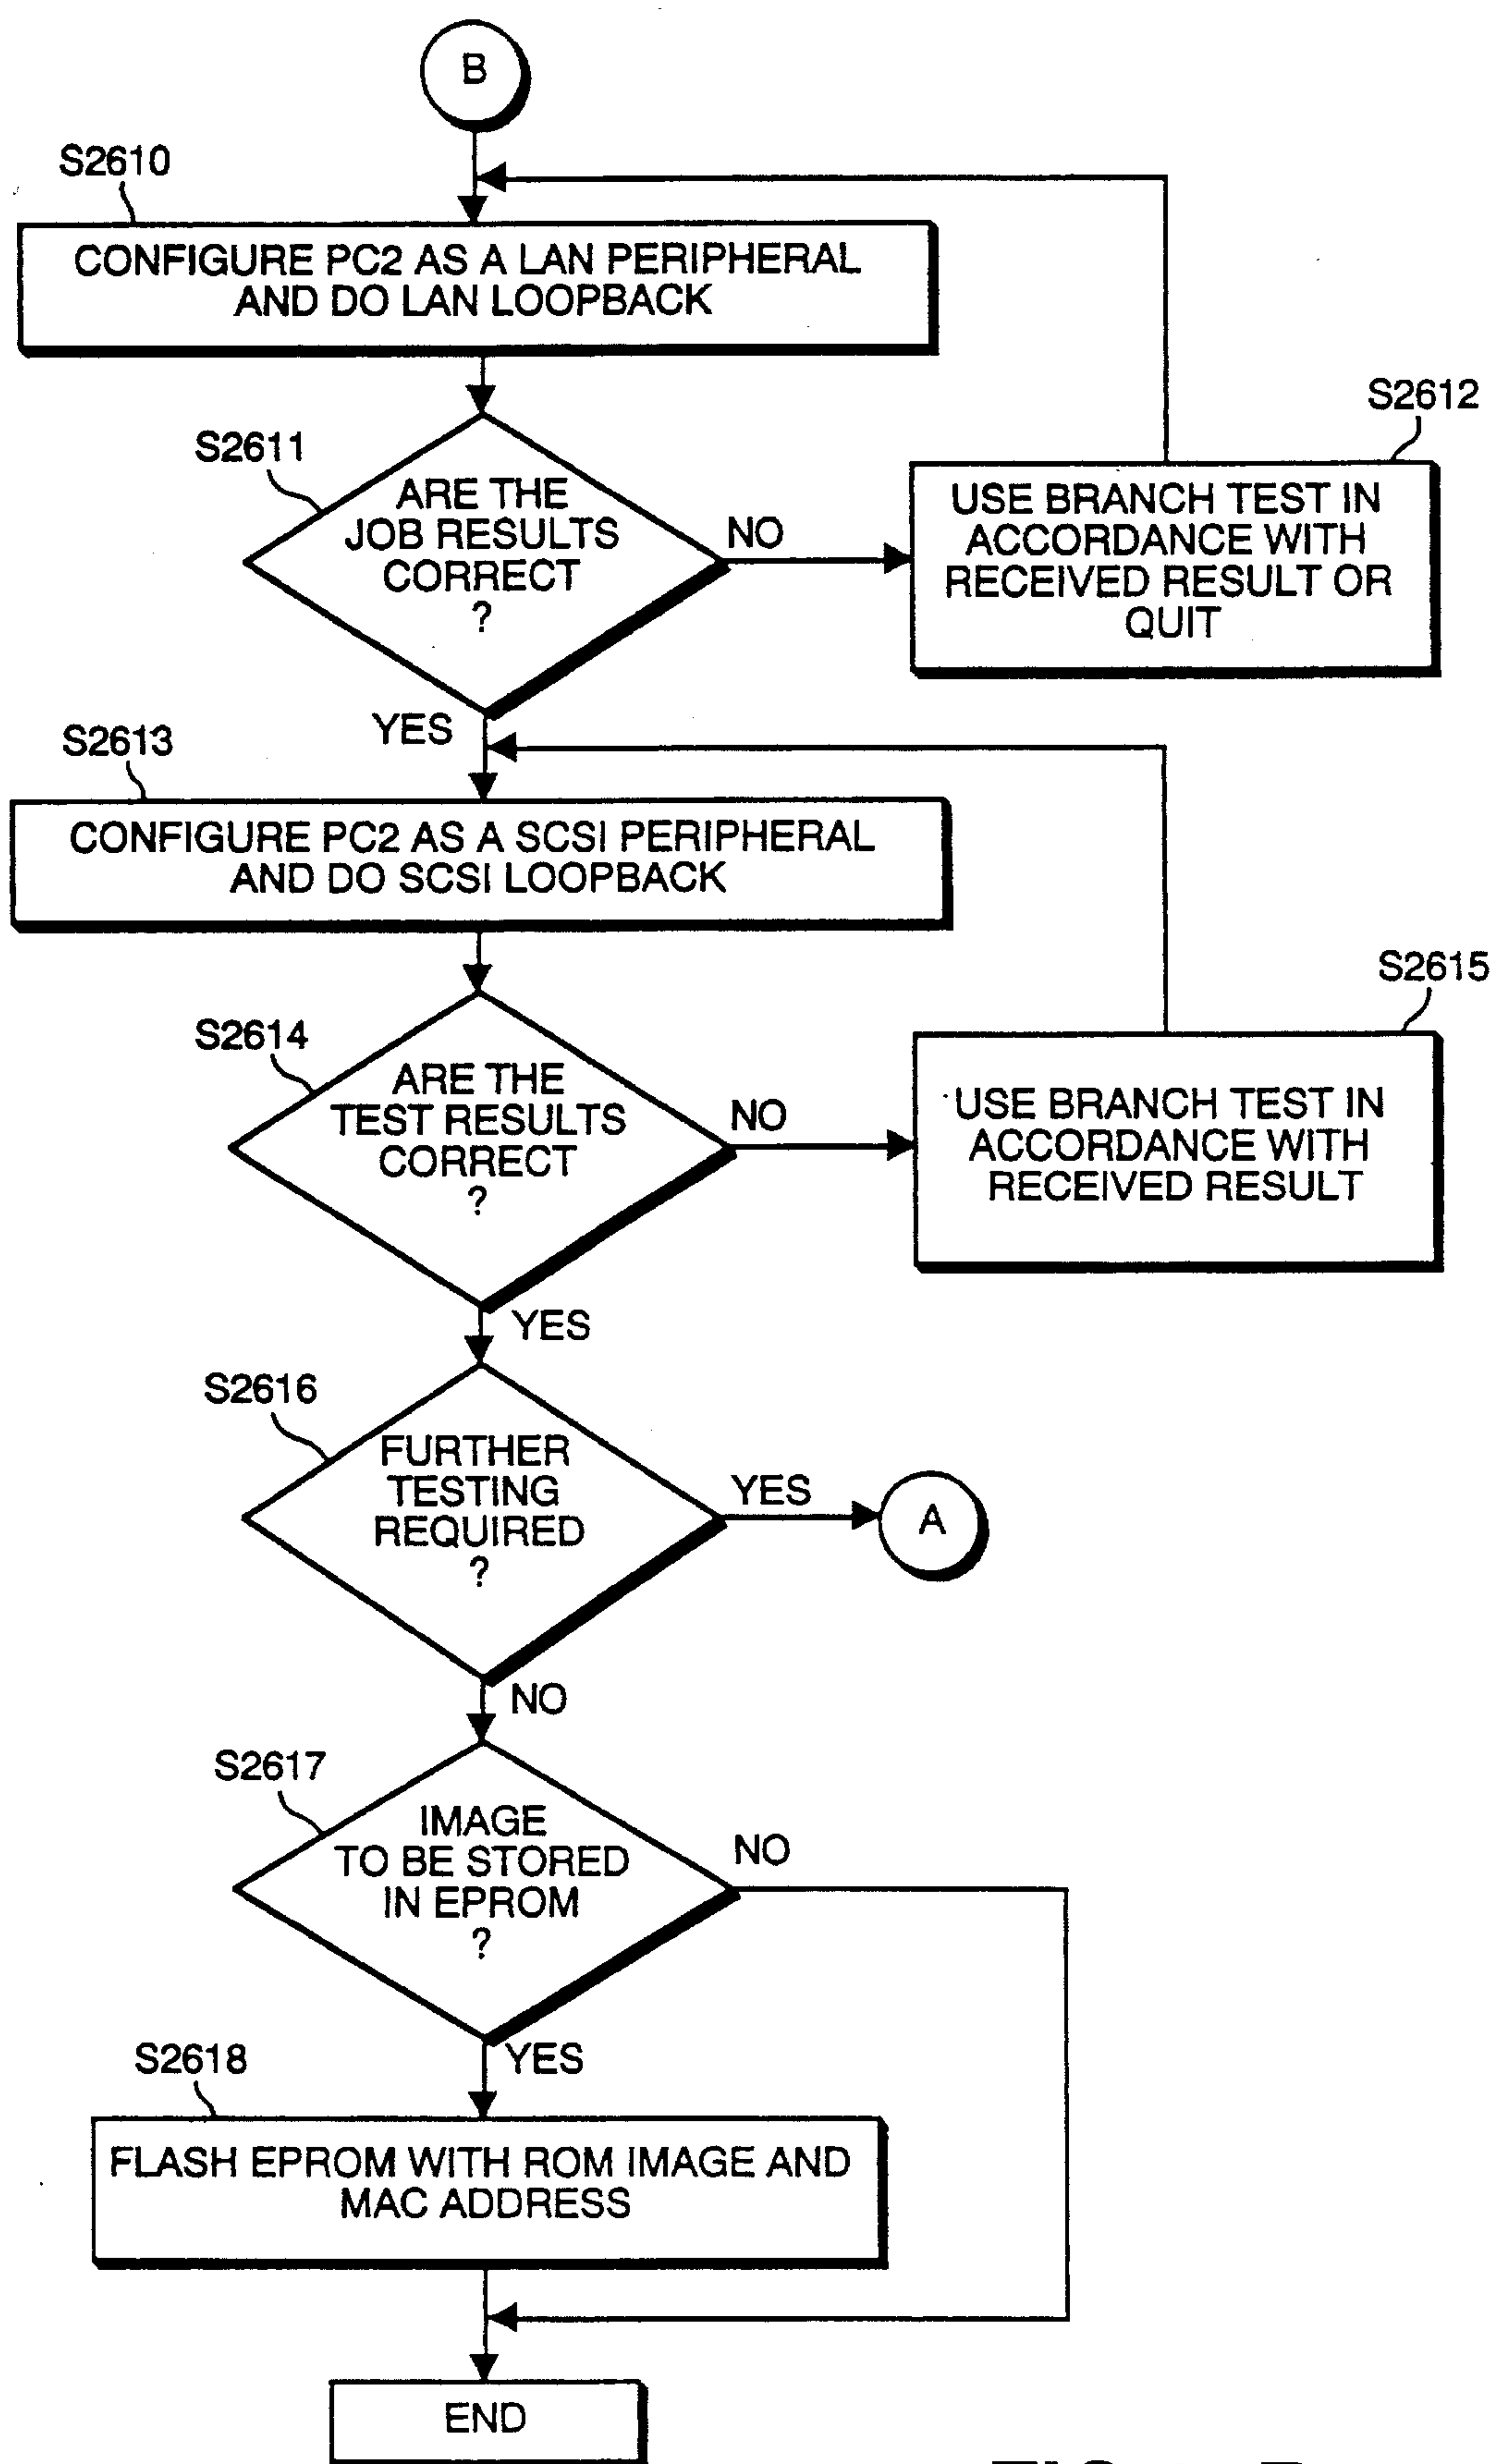 B
S2610
CONFIGURE PC2 AS A LAN PERIPHERAL
AND DO LAN LOOPBACK
S2611
ARE THE
JOB RESULTS
CORRECT
?
NO
S2612
USE BRANCH TEST IN
ACCORDANCE WITH
RECEIVED RESULT OR
QUIT
YES
S2613
CONFIGURE PC2 AS A SCSI PERIPHERAL
AND DO SCSI LOOPBACK
S2614
ARE THE
TEST RESULTS
CORRECT
?
NO
S2615
USE BRANCH TEST IN
ACCORDANCE WITH
RECEIVED RESULT
YES
S2616
FURTHER
TESTING
REQUIRED
?
YES
A
NO
S2617
IMAGE
TO BE STORED
IN EPROM
?
NO
YES
S2618
FLASH EPROM WITH ROM IMAGE AND
MAC ADDRESS
END